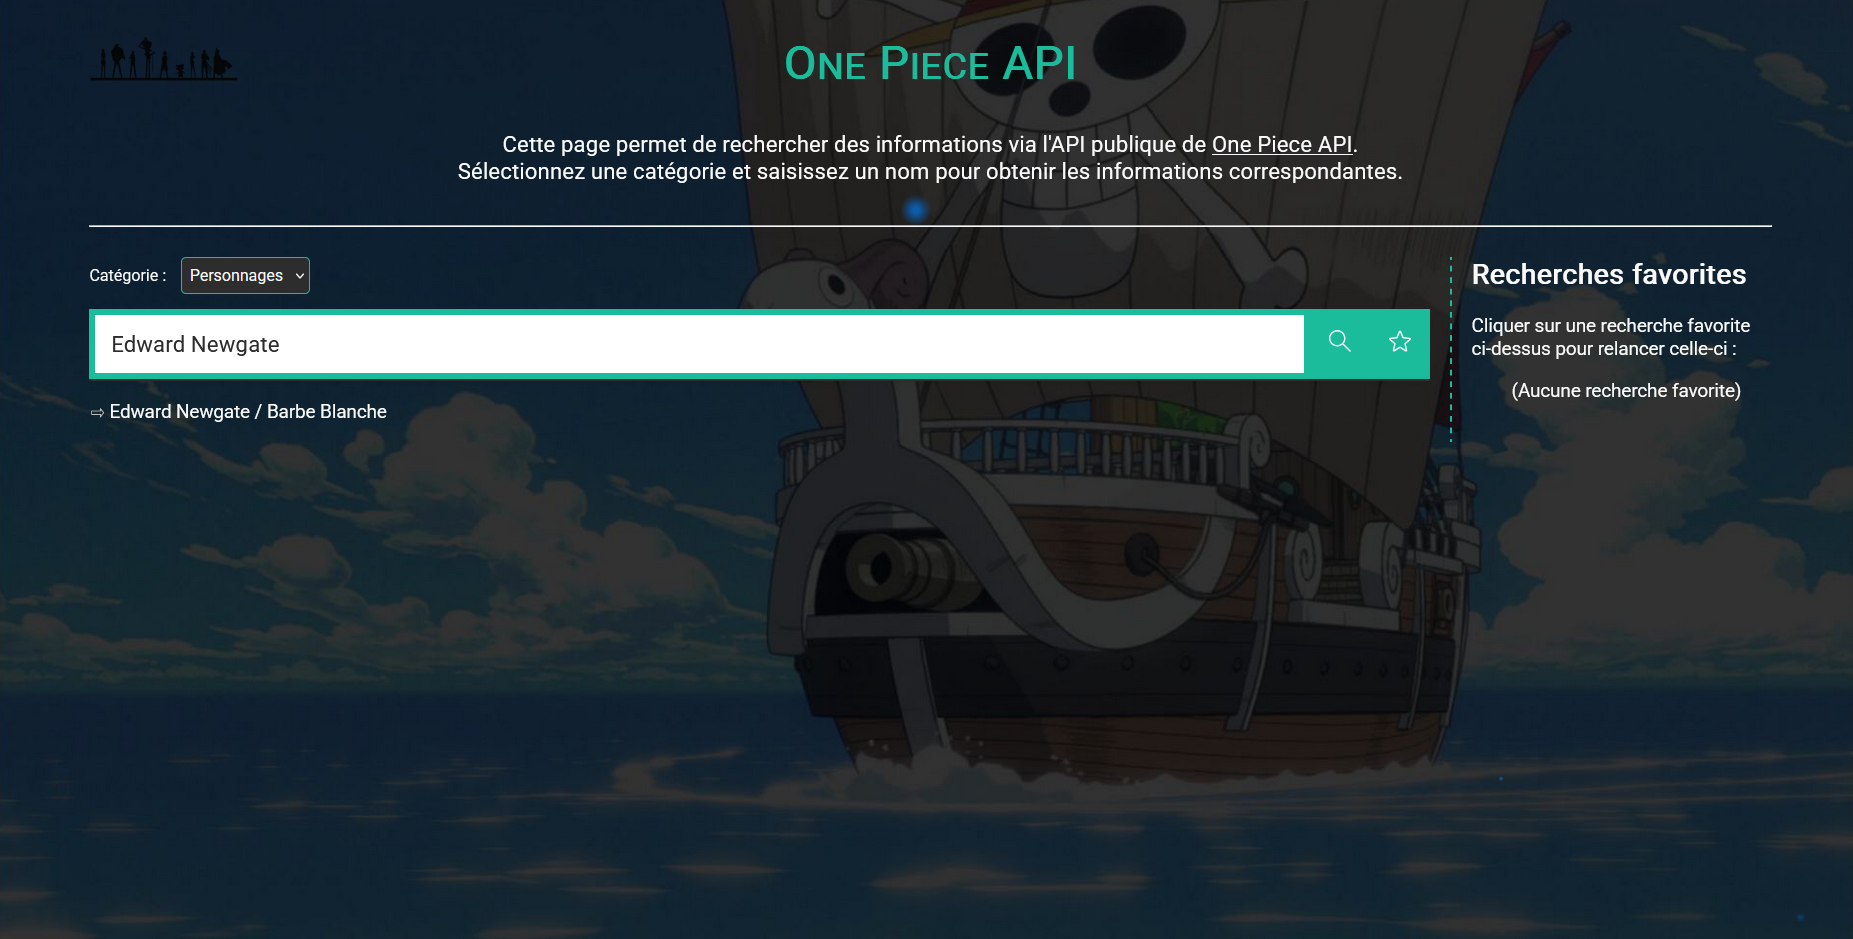 One Piece API
Cette page permet de rechercher des informations via l'API publique de One Piece API.
Sélectionnez une catégorie et saisissez un nom pour obtenir les informations correspondantes.
Catégorie :
Personnages
Edward Newgate
⇨ Edward Newgate / Barbe Blanche
Recherches favorites
Cliquer sur une recherche favorite
ci-dessus pour relancer celle-ci :
(Aucune recherche favorite)